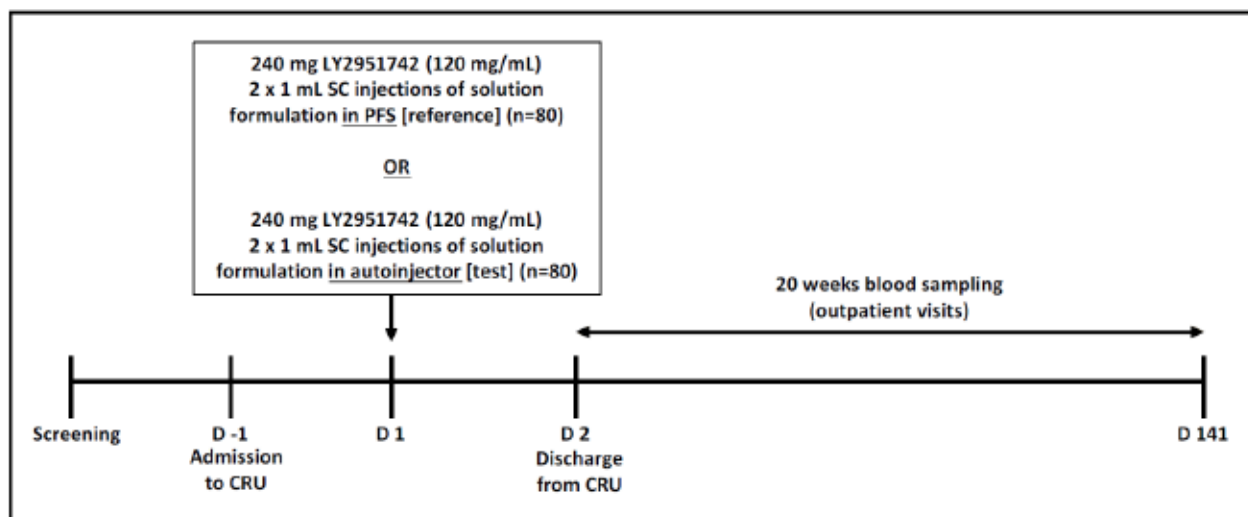 240 mg LY2951742 (120 mg/mL)
2 x 1 mL SC injections of solution
formulation in PFS [reference] (n=80)
OR
240 mg LY2951742 (120 mg/mL)
2 x 1 mL SC injections of solution
formulation in autoinjector [test] (n=80)
20 weeks blood sampling
(outpatient visits)
Screening
D -1
Admission
to CRU
D 1
D 2
Discharge
from CRU
D 141